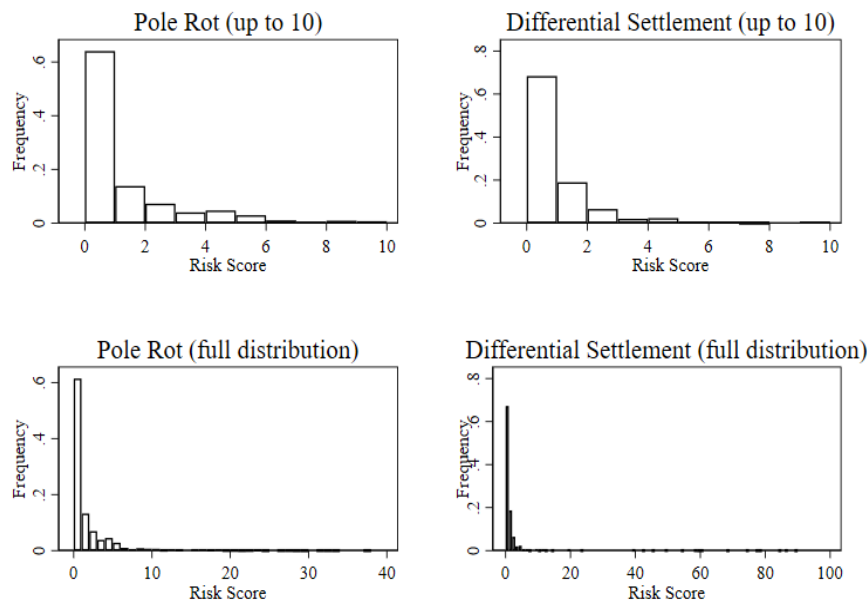 Pole Rot (up to 10)
Frequency
.6
.4
.2
0
0 2 4 6 8 10
Risk Score
Differential Settlement (up to 10)
Frequency
.8
.6
.4
.2
0
0 2 4 6 8 10
Risk Score
Pole Rot (full distribution)
Frequency
.6
.4
.2
0
0 10 20 30 40
Risk Score
Differential Settlement (full distribution)
Frequency
.8
.6
.4
.2
0
0 20 40 60 80 100
Risk Score